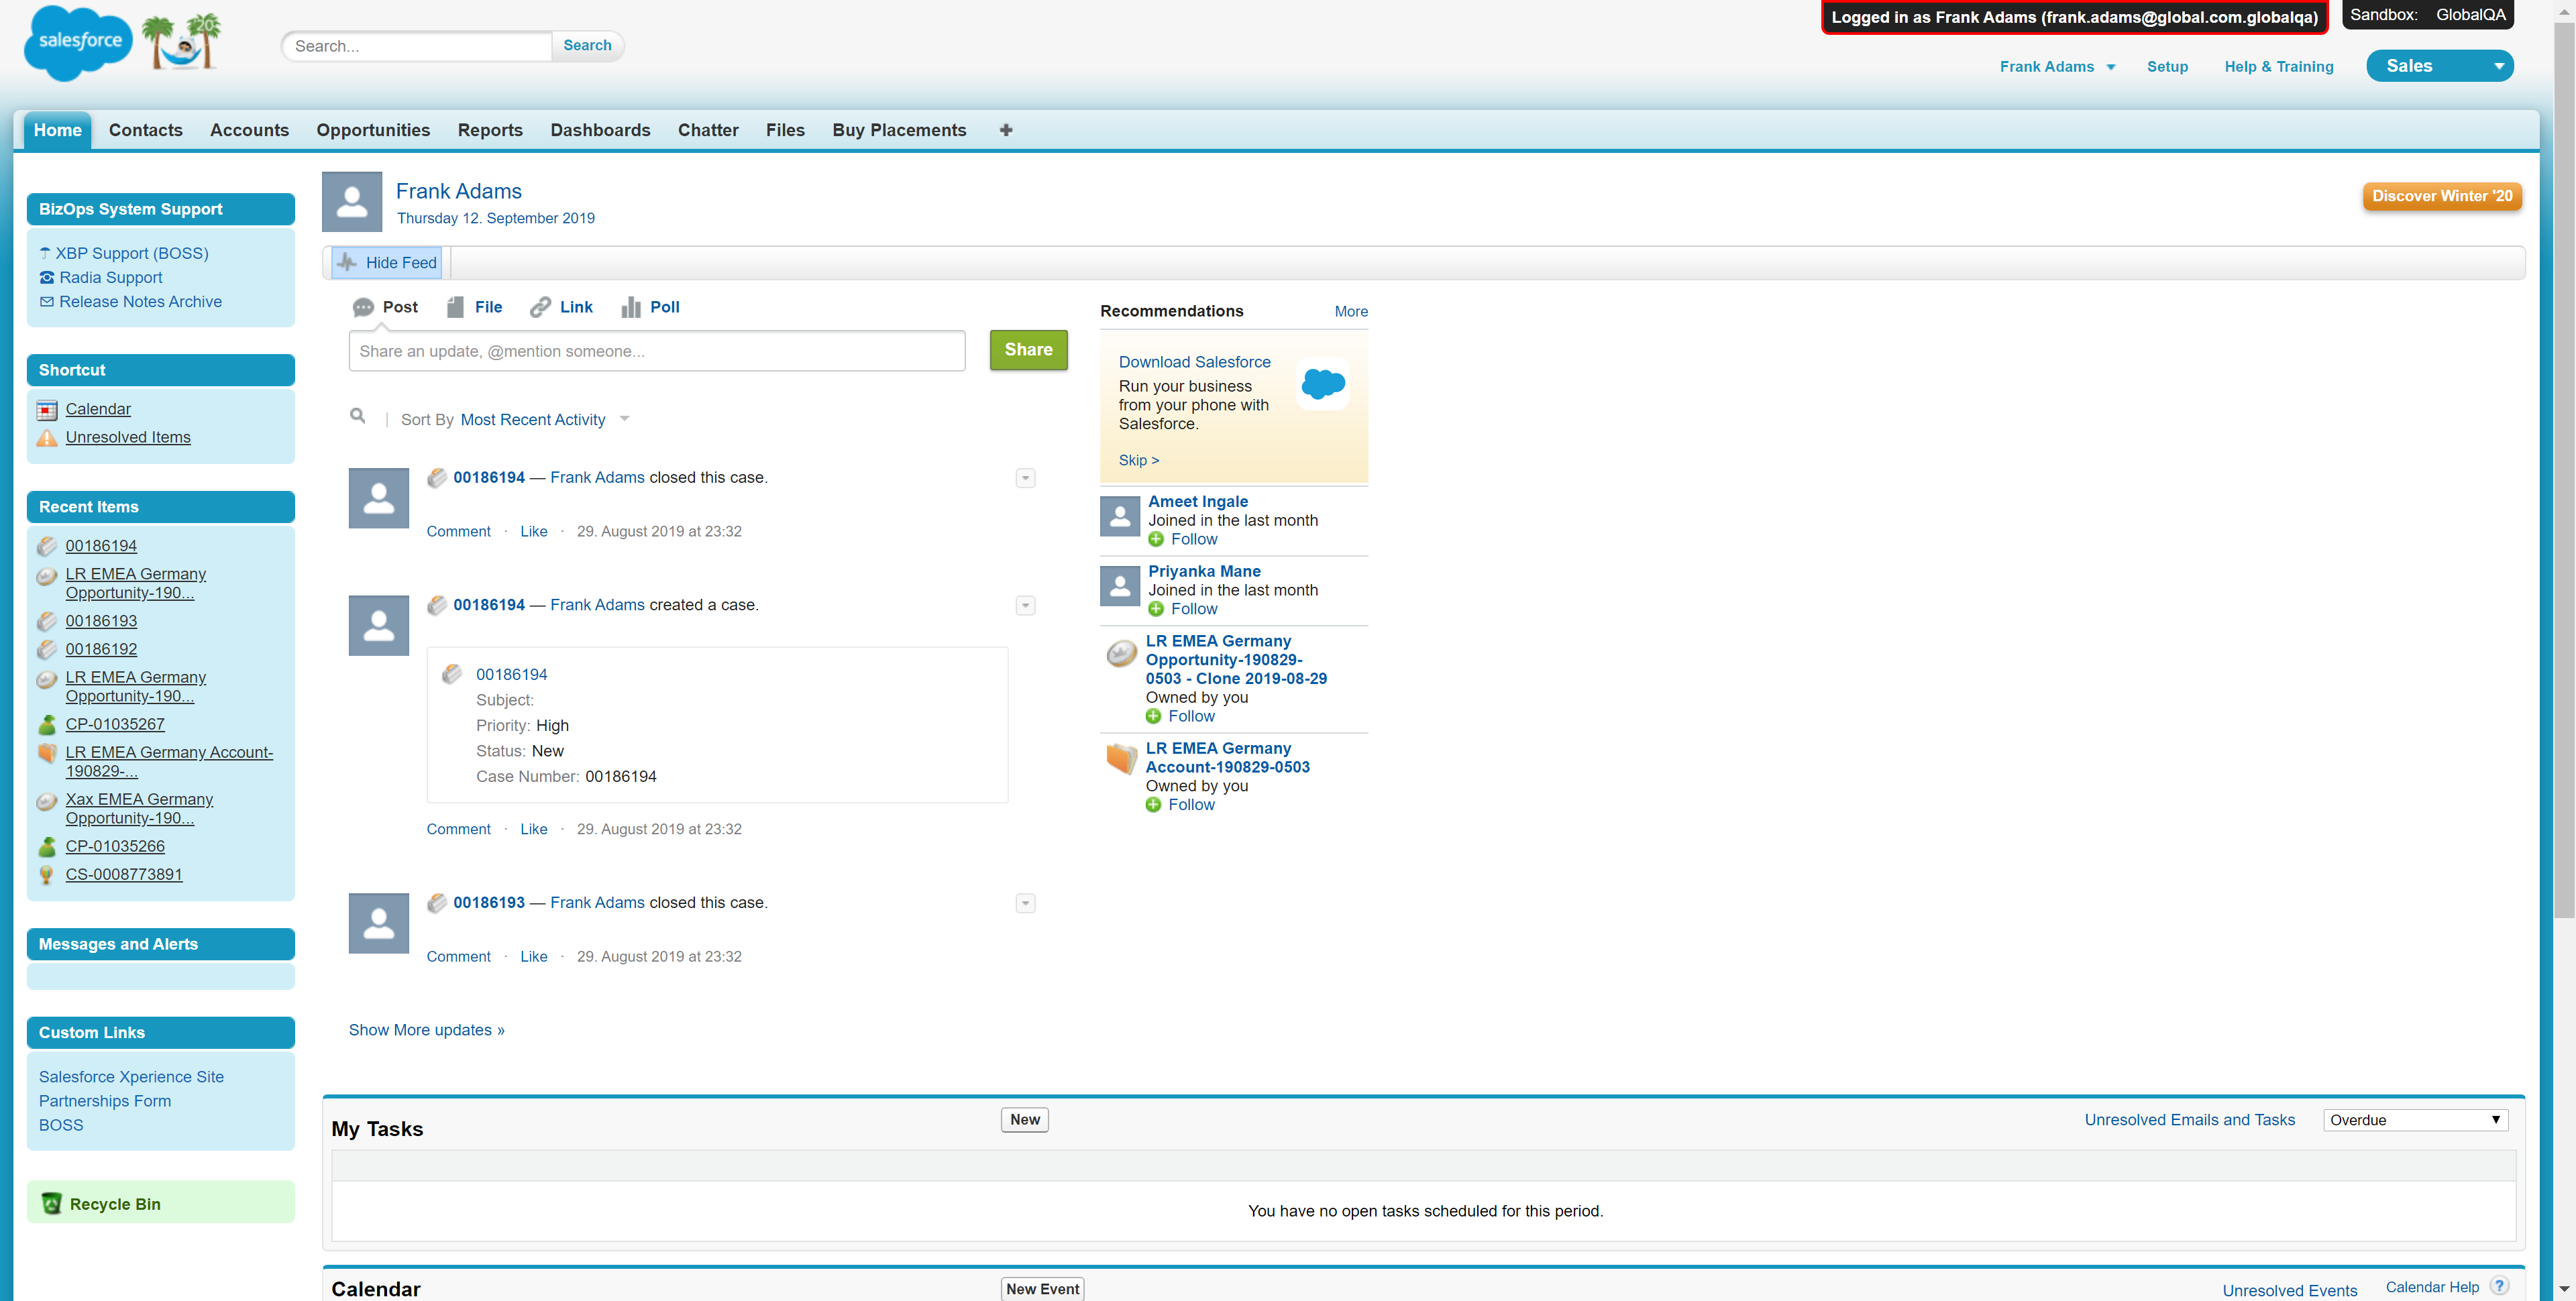 Logged in as Frank Adams (frank.adams@global.com.globalqa)
Sandbox: GlobalQA
salesforce
'20
Search...
Search
Frank Adams
Setup
Help & Training
Sales
Home
Contacts
Accounts
Opportunities
Reports
Dashboards
Chatter
Files
Buy Placements
BizOps System Support
XBP Support (BOSS)
Radia Support
Release Notes Archive
Shortcut
Calendar
Unresolved Items
Recent Items
00186194
LR EMEA Germany
Opportunity-190...
00186193
00186192
LR EMEA Germany
Opportunity-190...
CP-01035267
LR EMEA Germany Account-
190829-...
Xax EMEA Germany
Opportunity-190...
CP-01035266
CS-0008773891
Messages and Alerts
Custom Links
Salesforce Xperience Site
Partnerships Form
BOSS
Recycle Bin
Frank Adams
Thursday 12. September 2019
Discover Winter '20
Hide Feed
Post
File
Link
Poll
Share an update, @mention someone...
Share
Sort By Most Recent Activity
00186194 — Frank Adams closed this case.
Comment · Like · 29. August 2019 at 23:32
00186194 — Frank Adams created a case.
00186194
Subject:
Priority: High
Status: New
Case Number: 00186194
Comment · Like · 29. August 2019 at 23:32
00186193 — Frank Adams closed this case.
Comment · Like · 29. August 2019 at 23:32
Show More updates »
Recommendations
More
Download Salesforce
Run your business
from your phone with
Salesforce.
Skip >
Ameet Ingale
Joined in the last month
Follow
Priyanka Mane
Joined in the last month
Follow
LR EMEA Germany
Opportunity-190829-
0503 - Clone 2019-08-29
Owned by you
Follow
LR EMEA Germany
Account-190829-0503
Owned by you
Follow
My Tasks
New
Unresolved Emails and Tasks
Overdue
You have no open tasks scheduled for this period.
Calendar
New Event
Unresolved Events
Calendar Help ?